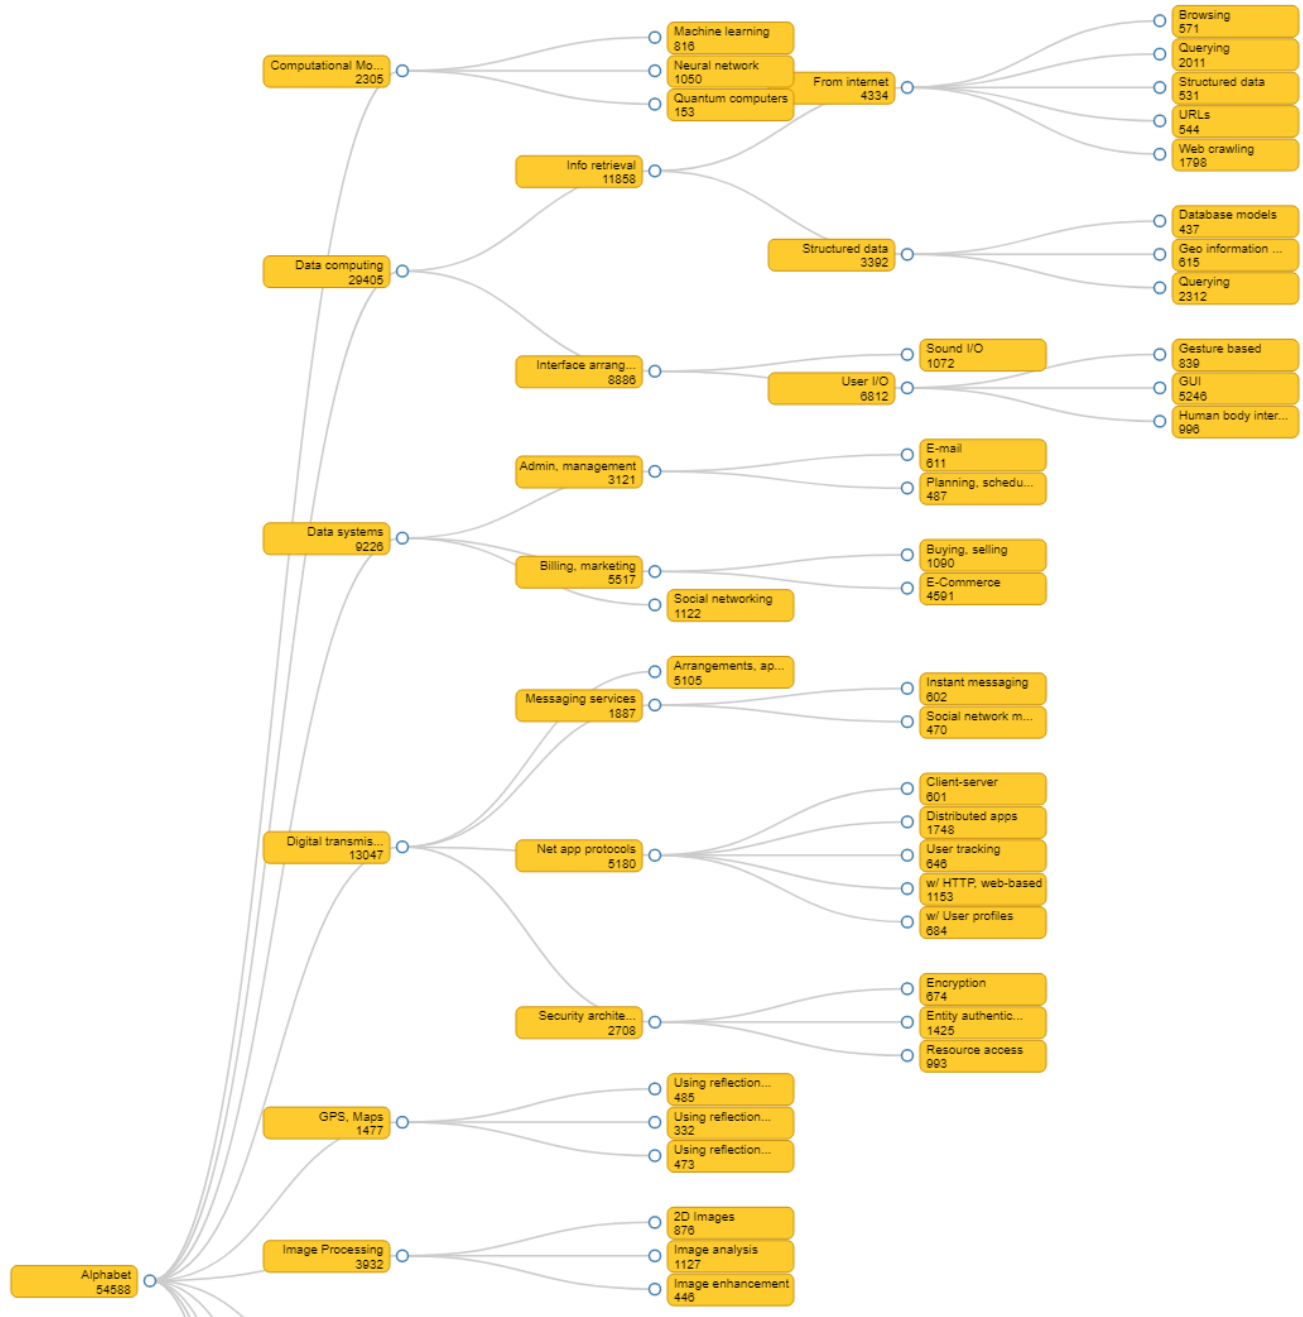 Computational Mo...
2305
Machine learning
816
Neural network
1050
Quantum computers
153
From internet
4334
Browsing
571
Querying
2011
Structured data
531
URLs
544
Web crawling
1798
Info retrieval
11858
Data computing
29405
Structured data
3392
Database models
437
Geo information ...
615
Querying
2312
Interface arrang...
8886
Sound I/O
1072
User I/O
6812
Gesture based
839
GUI
5246
Human body inter...
996
Admin, management
3121
E-mail
611
Planning, schedu...
487
Data systems
9226
Billing, marketing
5517
Buying, selling
1090
E-Commerce
4591
Social networking
1122
Arrangements, ap...
5105
Messaging services
1887
Instant messaging
602
Social network m...
470
Digital transmis...
13047
Net app protocols
5180
Client-server
601
Distributed apps
1748
User tracking
646
w/ HTTP, web-based
1153
w/ User profiles
684
Security archite...
2708
Encryption
674
Entity authentic...
1425
Resource access
993
GPS, Maps
1477
Using reflection...
485
Using reflection...
332
Using reflection...
473
Image Processing
3932
2D Images
876
Image analysis
1127
Image enhancement
446
Alphabet
54588